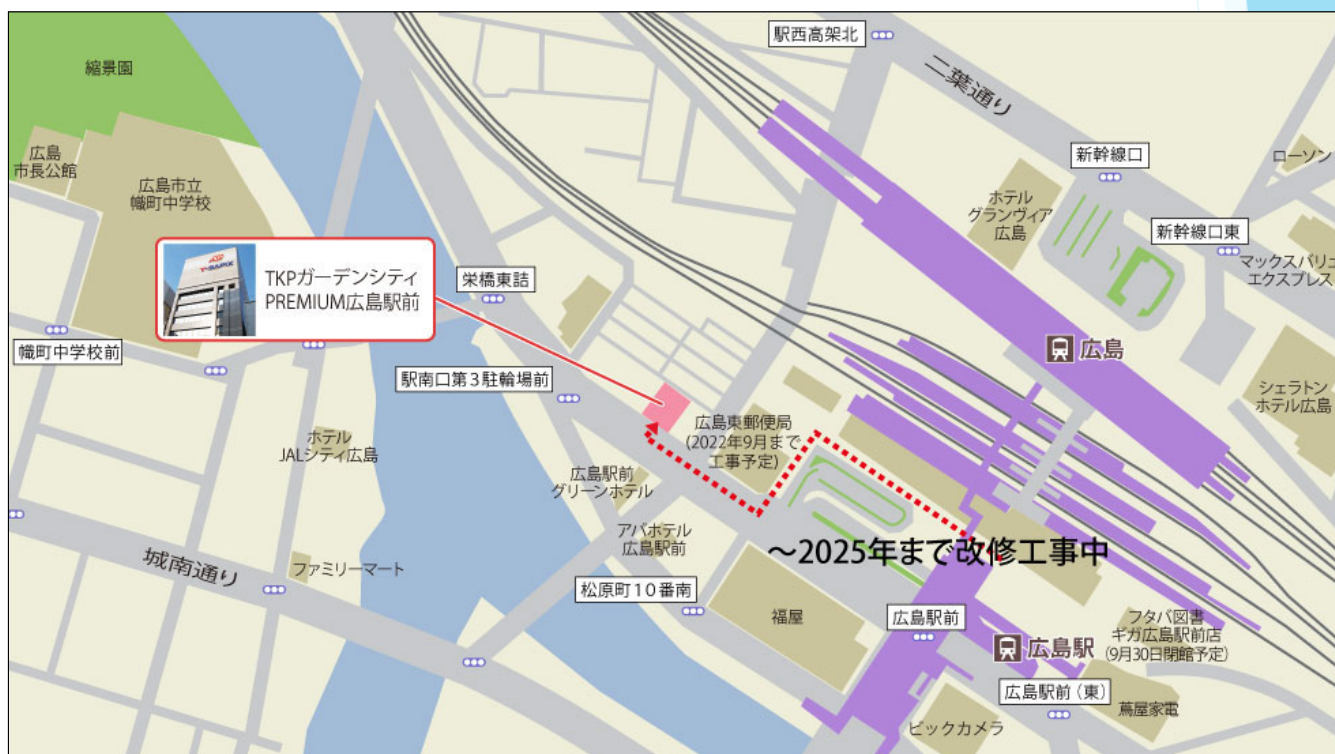 駅西高架北
縮景園
二葉通り
広島
市長公館
広島市立
幟町中学校
新幹線口
ローソン
ホテル
グランヴィア
広島
新幹線口東
マックスバリュ
エクスプレス
TKPガーデンシティ
PREMIUM広島駅前
栄橋東詰
幟町中学校前
広島
駅南口第3駐輪場前
シェラトン
ホテル広島
広島東郵便局
(2022年9月まで
工事予定)
ホテル
JALシティ広島
広島駅前
グリーンホテル
アパホテル
広島駅前
~2025年まで改修工事中
城南通り
ファミリーマート
松原町10番南
福屋
広島駅前
フタバ図書
ギガ広島駅前店
(9月30日閉館予定)
広島駅
広島駅前(東)
蔦屋家電
ビックカメラ